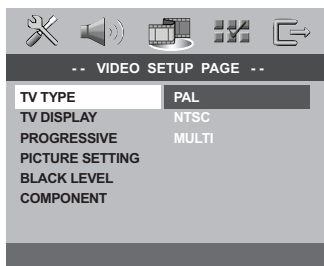 -- VIDEO SETUP PAGE --
TV TYPE PAL
TV DISPLAY NTSC
PROGRESSIVE MULTI
PICTURE SETTING
BLACK LEVEL
COMPONENT